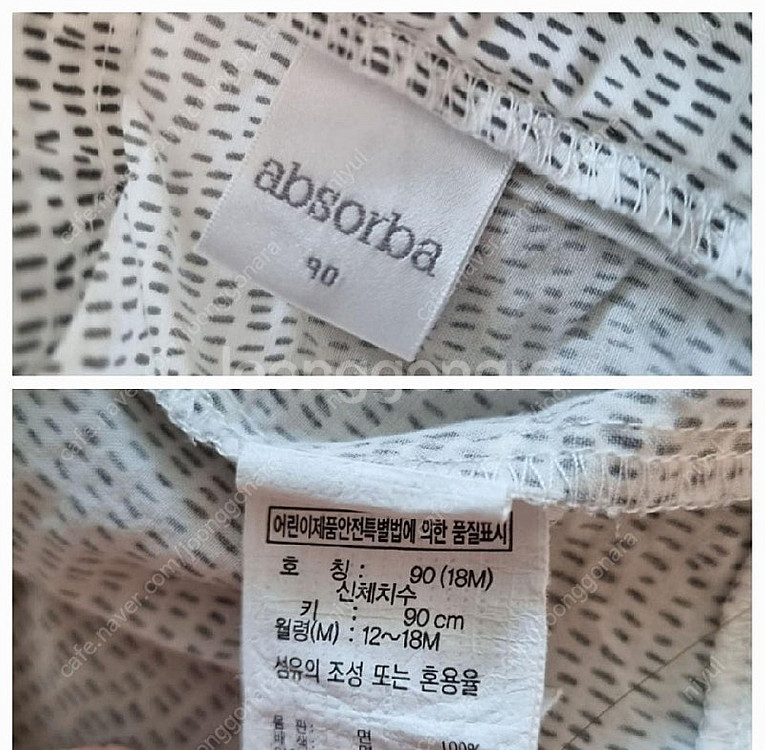 absorba
90
Joonggonara
어린이제품안전특별법에 의한 품질표시
호 칭 : 90 (18M)
신체치수
키 : 90 cm
월령(M) : 12~18M
섬유의 조성 또는 혼용율
면 100%